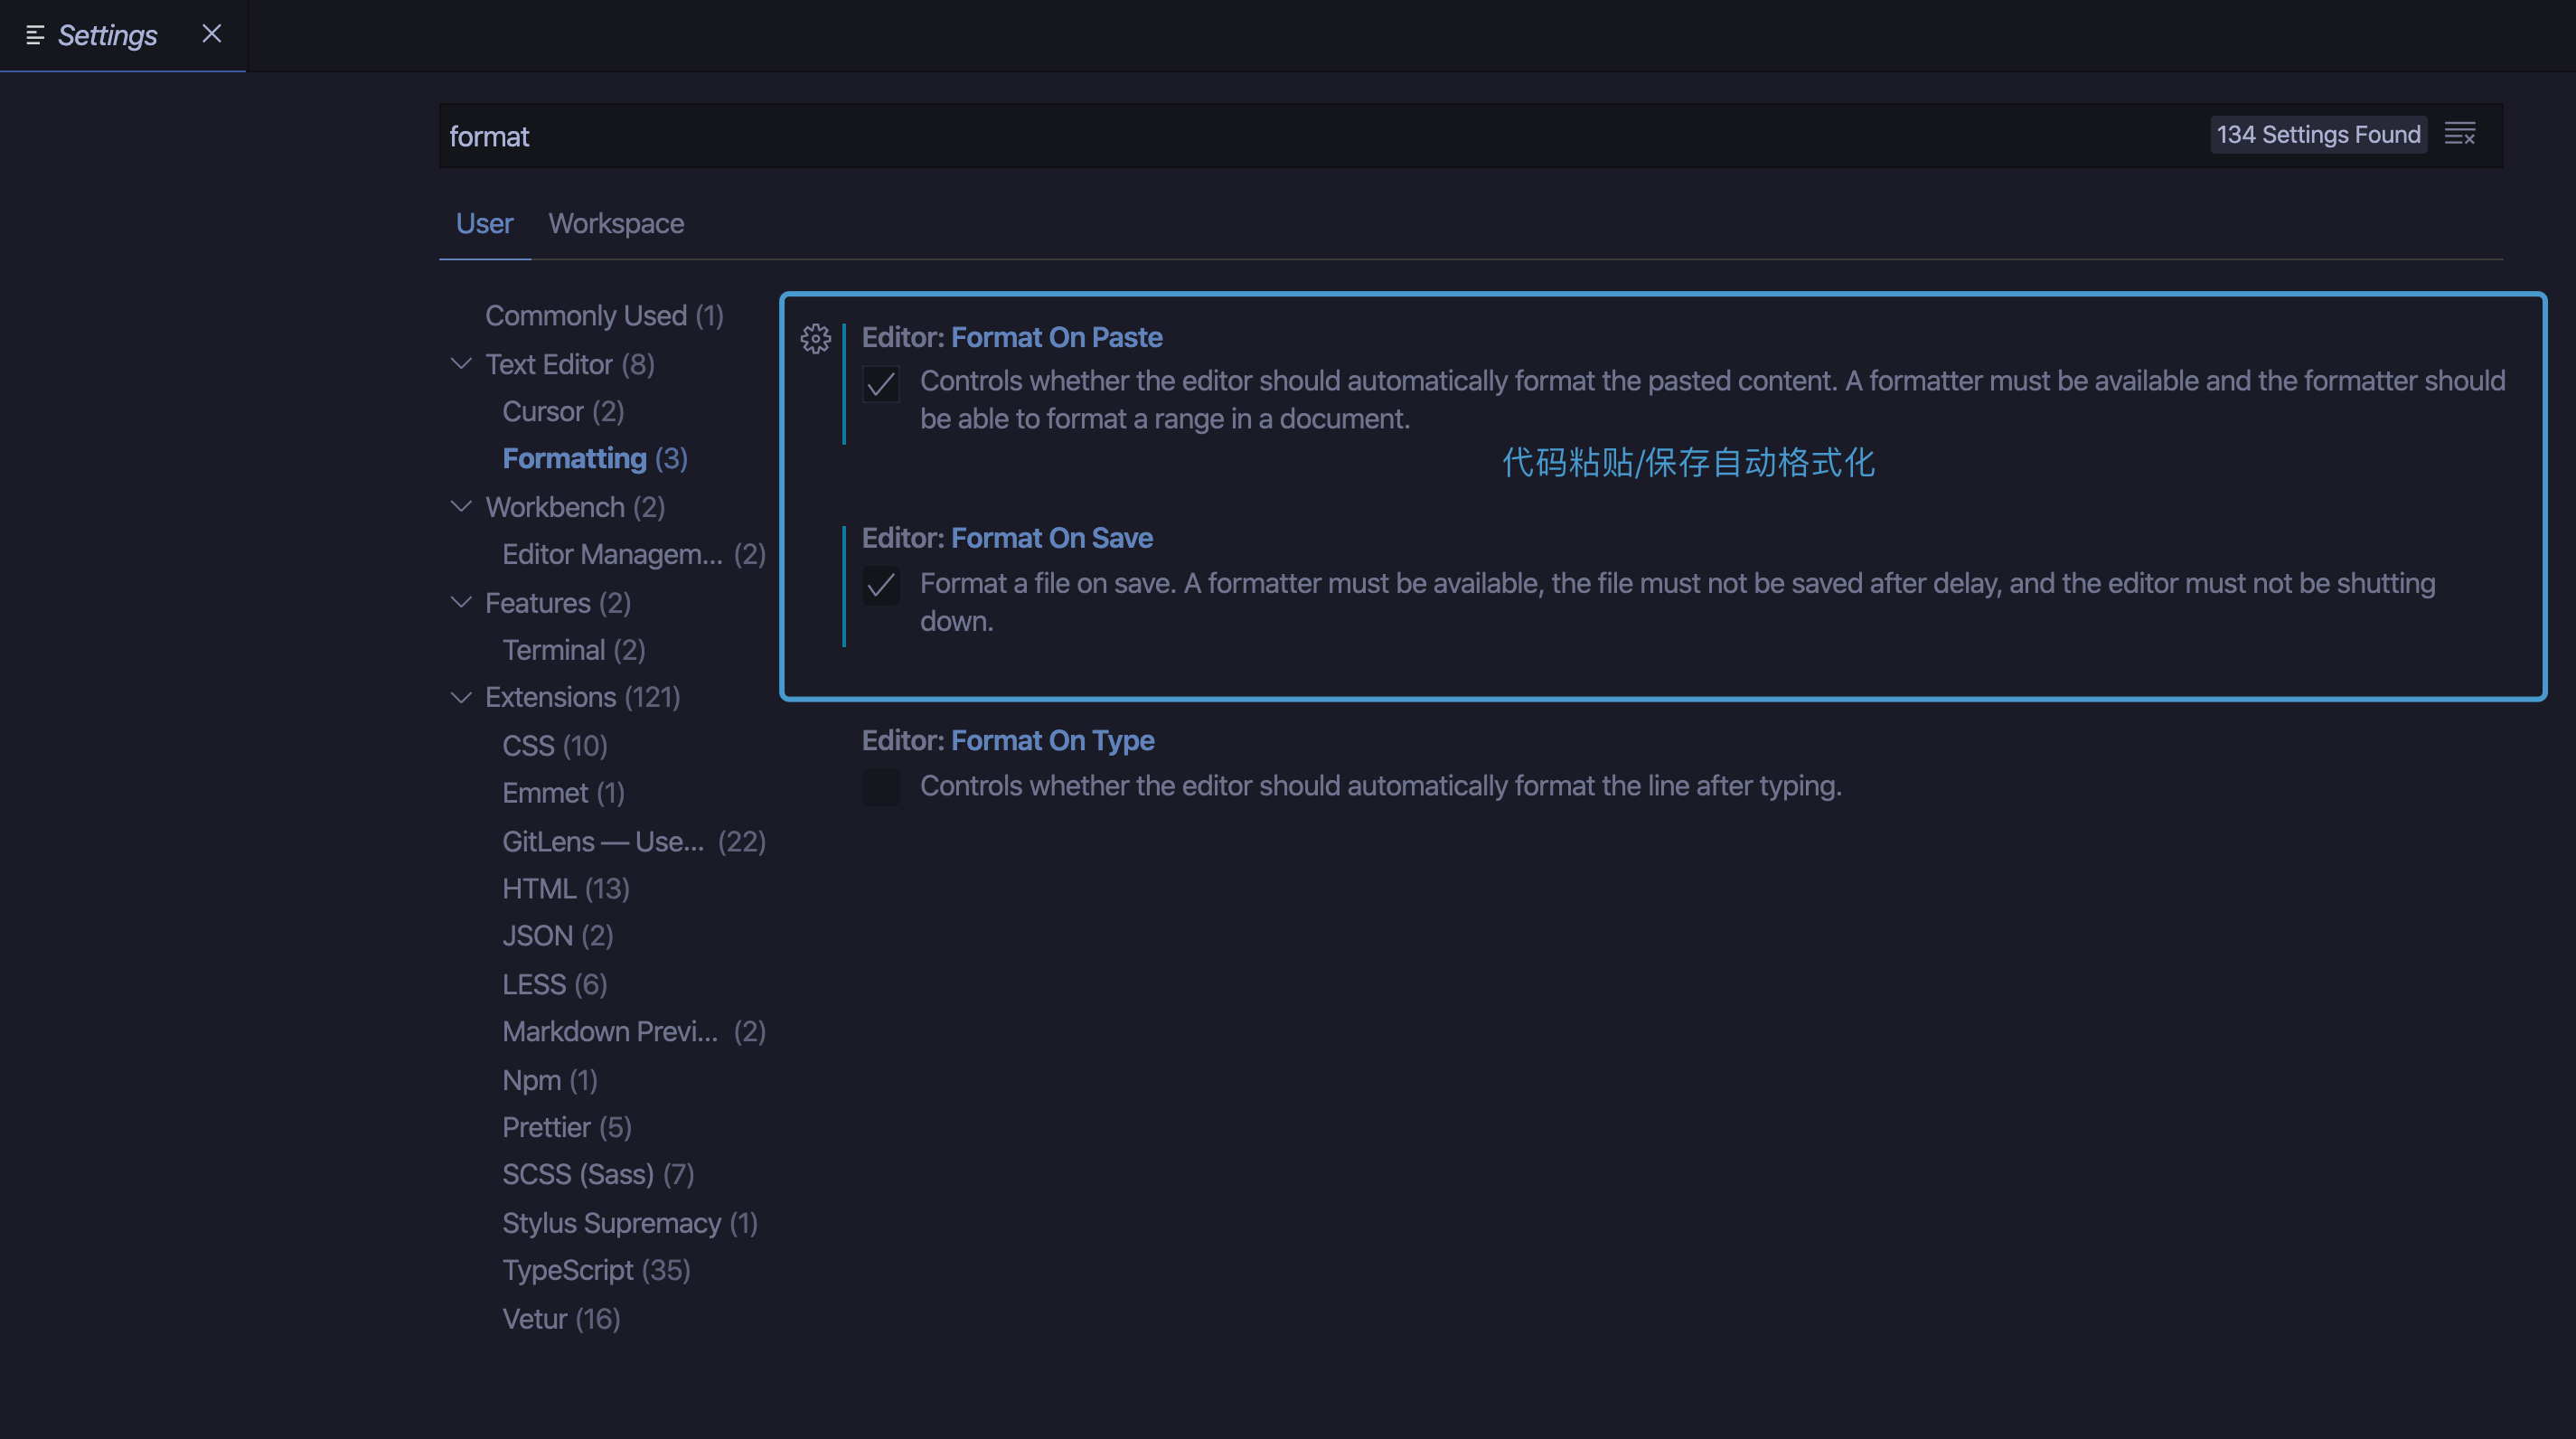 Settings
format
134 Settings Found
User
Workspace
Commonly Used (1)
Text Editor (8)
Cursor (2)
Formatting (3)
Workbench (2)
Editor Managem... (2)
Features (2)
Terminal (2)
Extensions (121)
CSS (10)
Emmet (1)
GitLens — Use... (22)
HTML (13)
JSON (2)
LESS (6)
Markdown Previ... (2)
Npm (1)
Prettier (5)
SCSS (Sass) (7)
Stylus Supremacy (1)
TypeScript (35)
Vetur (16)
Editor: Format On Paste
Controls whether the editor should automatically format the pasted content. A formatter must be available and the formatter should
be able to format a range in a document.
代码粘贴/保存自动格式化
Editor: Format On Save
Format a file on save. A formatter must be available, the file must not be saved after delay, and the editor must not be shutting
down.
Editor: Format On Type
Controls whether the editor should automatically format the line after typing.